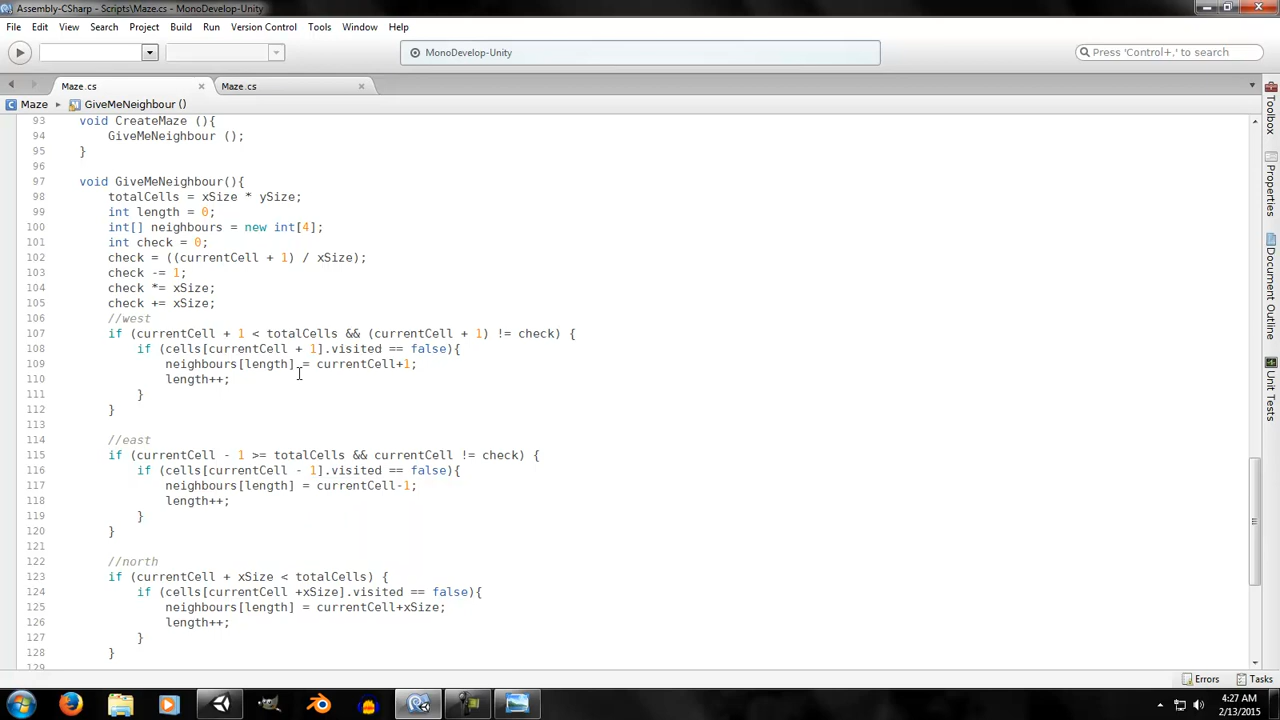 Assembly-CSharp - Scripts\Maze.cs - MonoDevelop-Unity
File Edit View Search Project Build Run Version Control Tools Window Help
MonoDevelop-Unity
Press 'Control+,' to search
Maze.cs
Maze.cs
Maze GiveMeNeighbour ()
93 void CreateMaze (){
94 GiveMeNeighbour ();
95 }
96
97 void GiveMeNeighbour(){
98 totalCells = xSize * ySize;
99 int length = 0;
100 int[] neighbours = new int[4];
101 int check = 0;
102 check = ((currentCell + 1) / xSize);
103 check -= 1;
104 check *= xSize;
105 check += xSize;
106 //west
107 if (currentCell + 1 < totalCells && (currentCell + 1) != check) {
108 if (cells[currentCell + 1].visited == false){
109 neighbours[length] = currentCell+1;
110 length++;
111 }
112 }
113
114 //east
115 if (currentCell - 1 >= totalCells && currentCell != check) {
116 if (cells[currentCell - 1].visited == false){
117 neighbours[length] = currentCell-1;
118 length++;
119 }
120 }
121
122 //north
123 if (currentCell + xSize < totalCells) {
124 if (cells[currentCell +xSize].visited == false){
125 neighbours[length] = currentCell+xSize;
126 length++;
127 }
128 }
129
Toolbox
Properties
Document Outline
Unit Tests
Errors Tasks
4:27 AM
2/13/2015